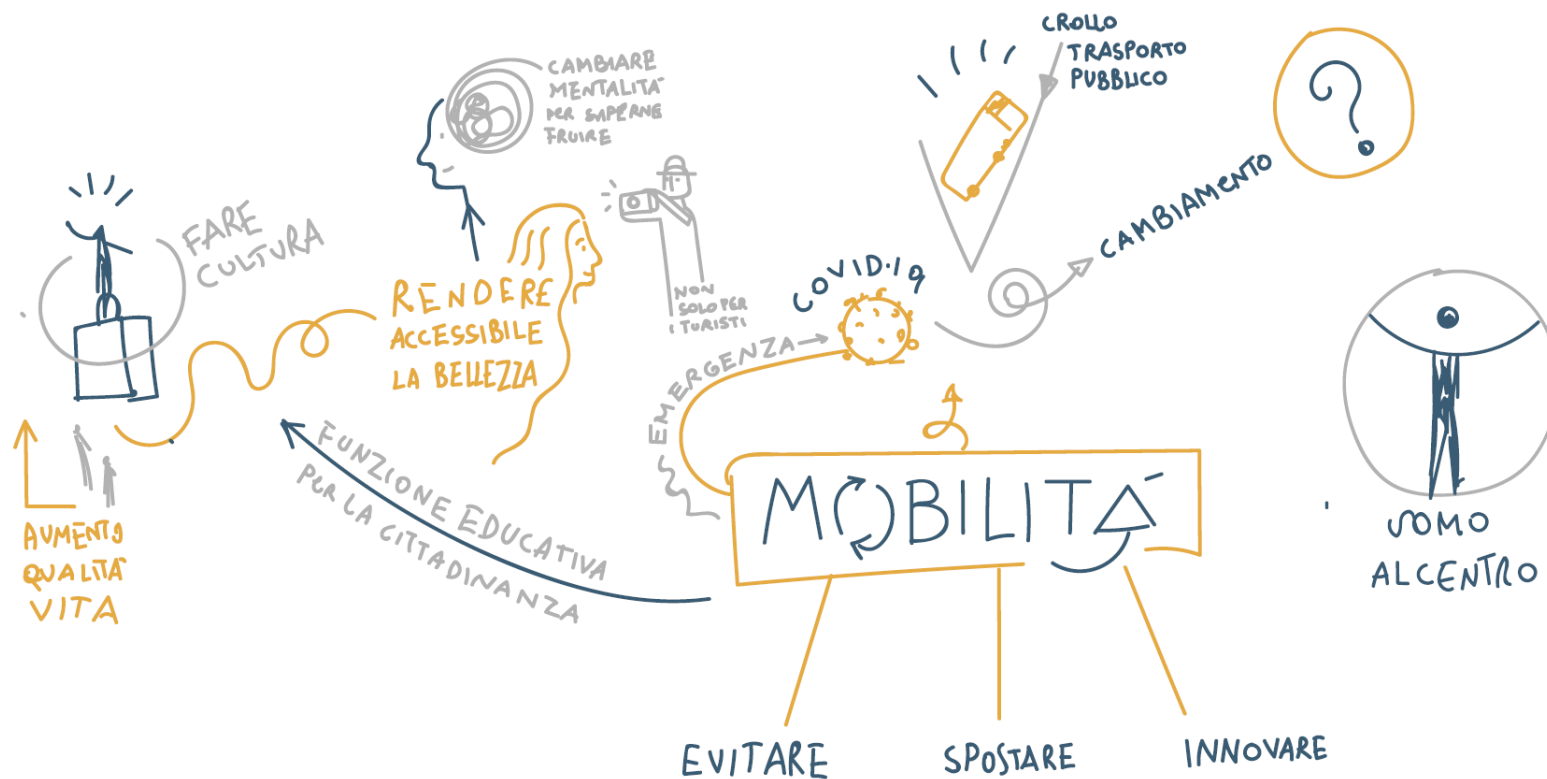 CROLLO
TRASPORTO
PUBBLICO
CAMBIARE
MENTALITÀ
PER SAPERNE
FRUIRE
CAMBIAMENTO
?
FARE
CULTURA
COVID-19
RENDERE
ACCESSIBILE
LA BELLEZZA
NON
SOLO PER
I TURISTI
EMERGENZA
FUNZIONE EDUCATIVA
PER LA CITTADINANZA
MOBILITÁ
AUMENTO
QUALITÀ
VITA
UOMO
AL CENTRO
EVITARE
SPOSTARE
INNOVARE